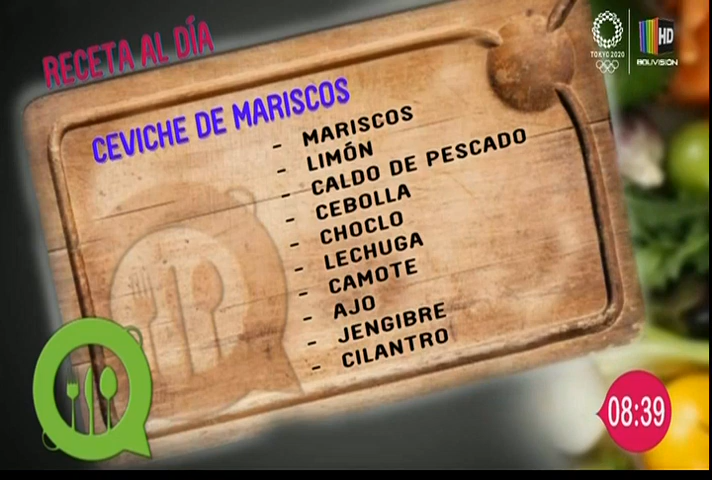 RECETA AL DÍA
TOKYO 2020
HD
BOLIVISIÓN
CEVICHE DE MARISCOS
- MARISCOS
- LIMÓN
- CALDO DE PESCADO
- CEBOLLA
- CHOCLO
- LECHUGA
- CAMOTE
- AJO
- JENGIBRE
- CILANTRO
08:39